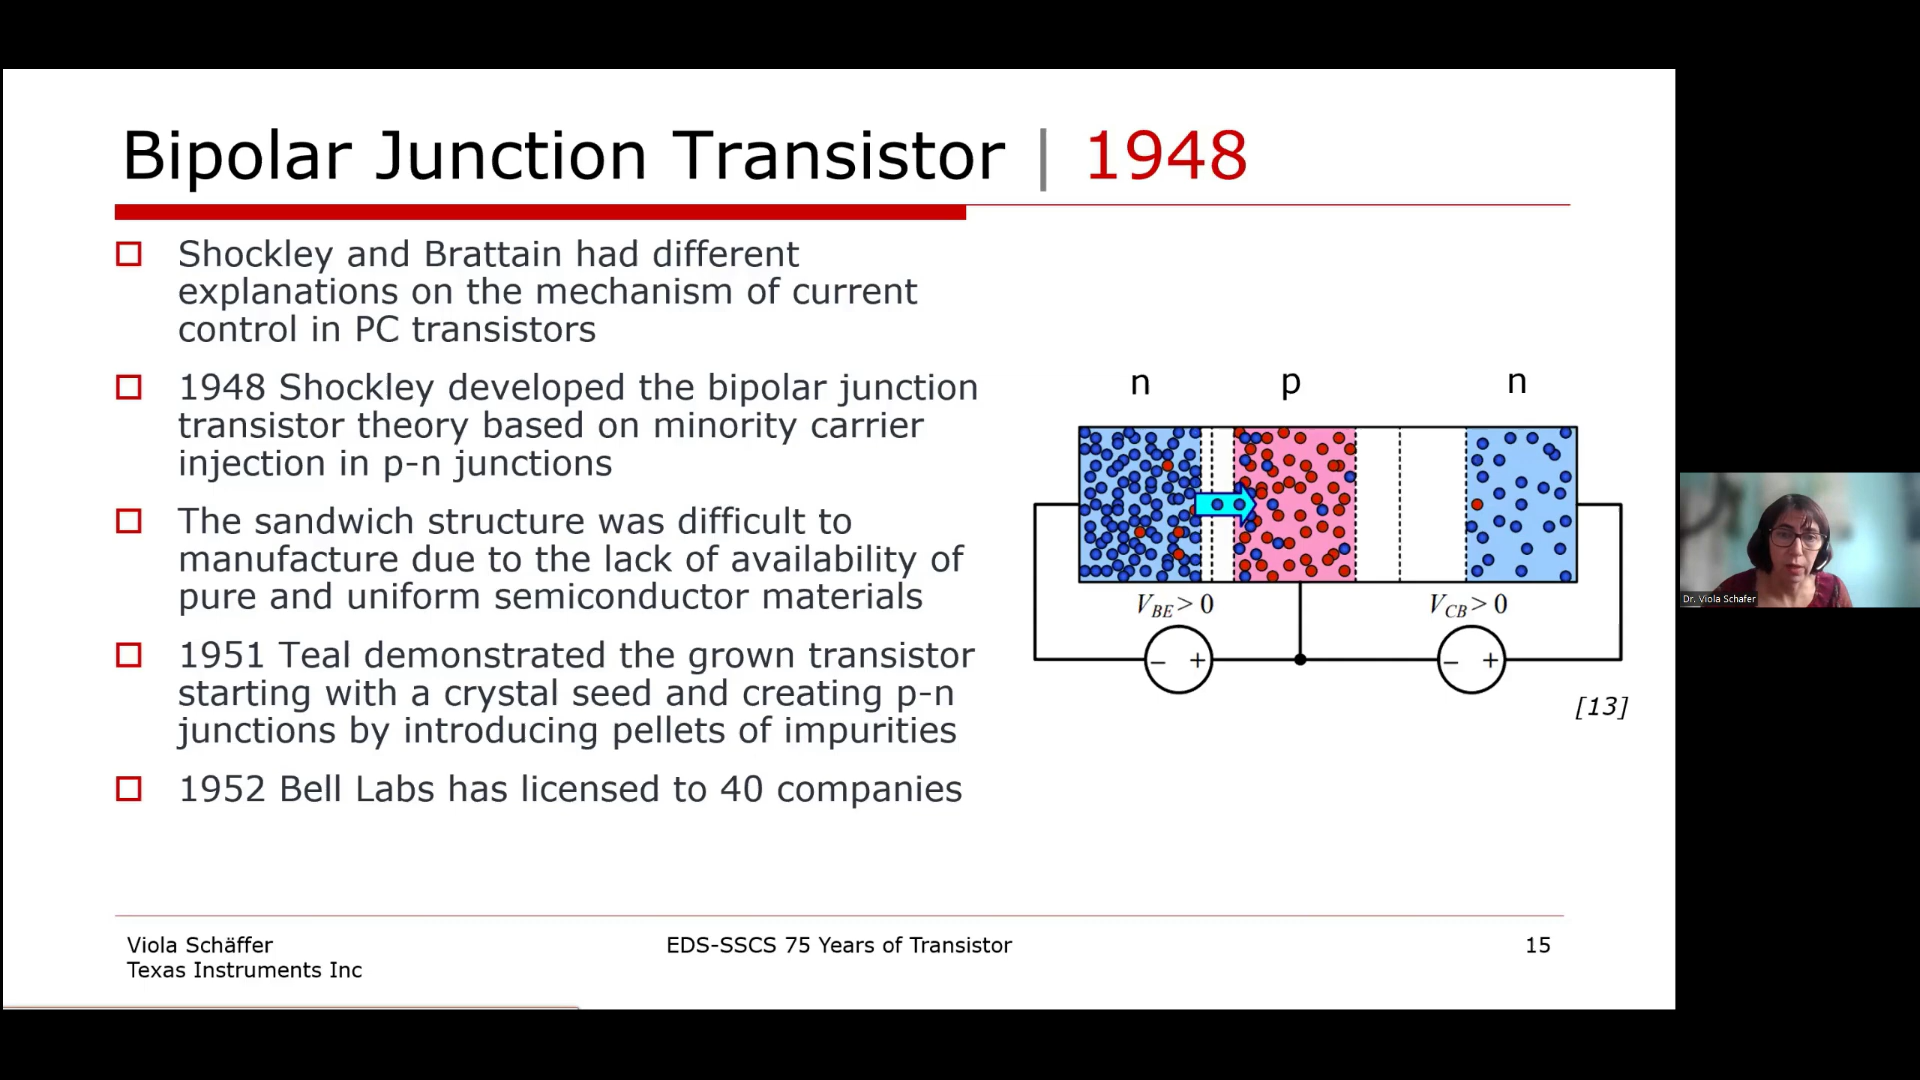 Bipolar Junction Transistor | 1948
Shockley and Brattain had different
explanations on the mechanism of current
control in PC transistors
1948 Shockley developed the bipolar junction
transistor theory based on minority carrier
injection in p-n junctions
The sandwich structure was difficult to
manufacture due to the lack of availability of
pure and uniform semiconductor materials
1951 Teal demonstrated the grown transistor
starting with a crystal seed and creating p-n
junctions by introducing pellets of impurities
1952 Bell Labs has licensed to 40 companies
n p n
V_BE > 0 V_CB > 0
− + − +
[13]
Dr. Viola Schafer
Viola Schäffer
Texas Instruments Inc
EDS-SSCS 75 Years of Transistor
15